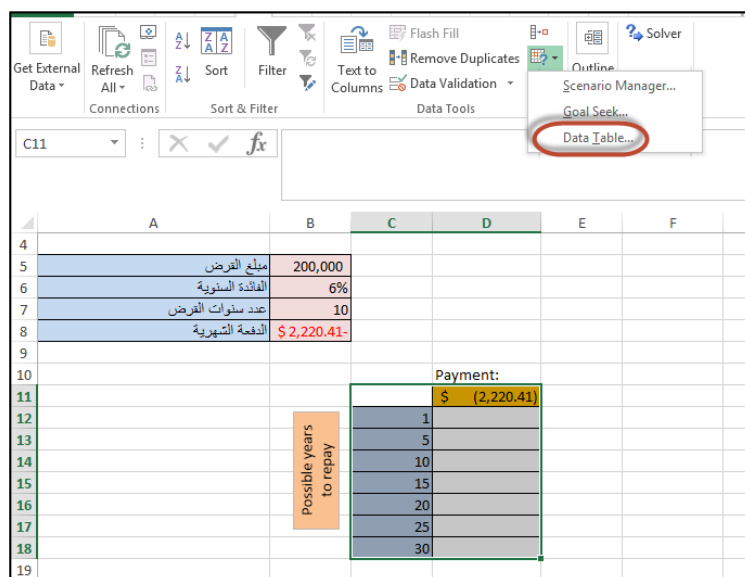 Flash Fill
Solver
Get External
Data
Refresh
All
Sort
Filter
Text to
Columns
Remove Duplicates
Data Validation
Outline
Connections
Sort & Filter
Data Tools
Scenario Manager...
Goal Seek...
Data Table...
C11
fx
A B C D E F
4
5 مبلغ القرض 200,000
6 الفائدة السنوية 6%
7 عدد سنوات القرض 10
8 الدفعة الشهرية $ 2,220.41-
9
10 Payment:
11 $ (2,220.41)
12 1
13 5
14 10
15 15
16 20
17 25
18 30
19
Possible years
to repay